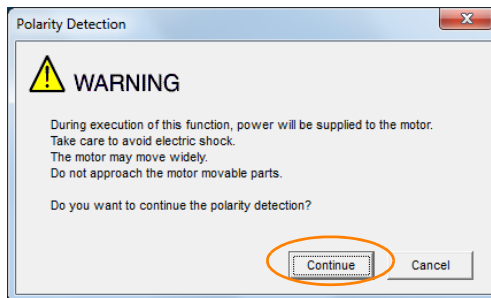 Polarity Detection
WARNING
During execution of this function, power will be supplied to the motor.
Take care to avoid electric shock.
The motor may move widely.
Do not approach the motor movable parts.
Do you want to continue the polarity detection?
Continue
Cancel